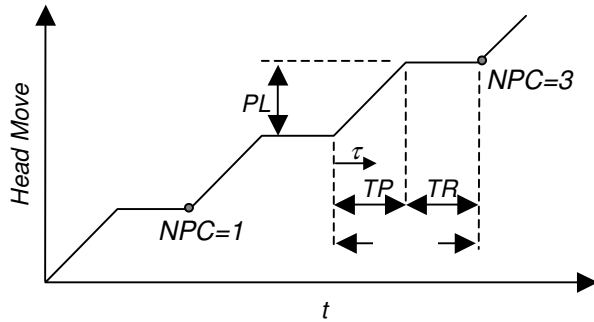 Head Move
PL
NPC=3
τ
TP TR
NPC=1
t